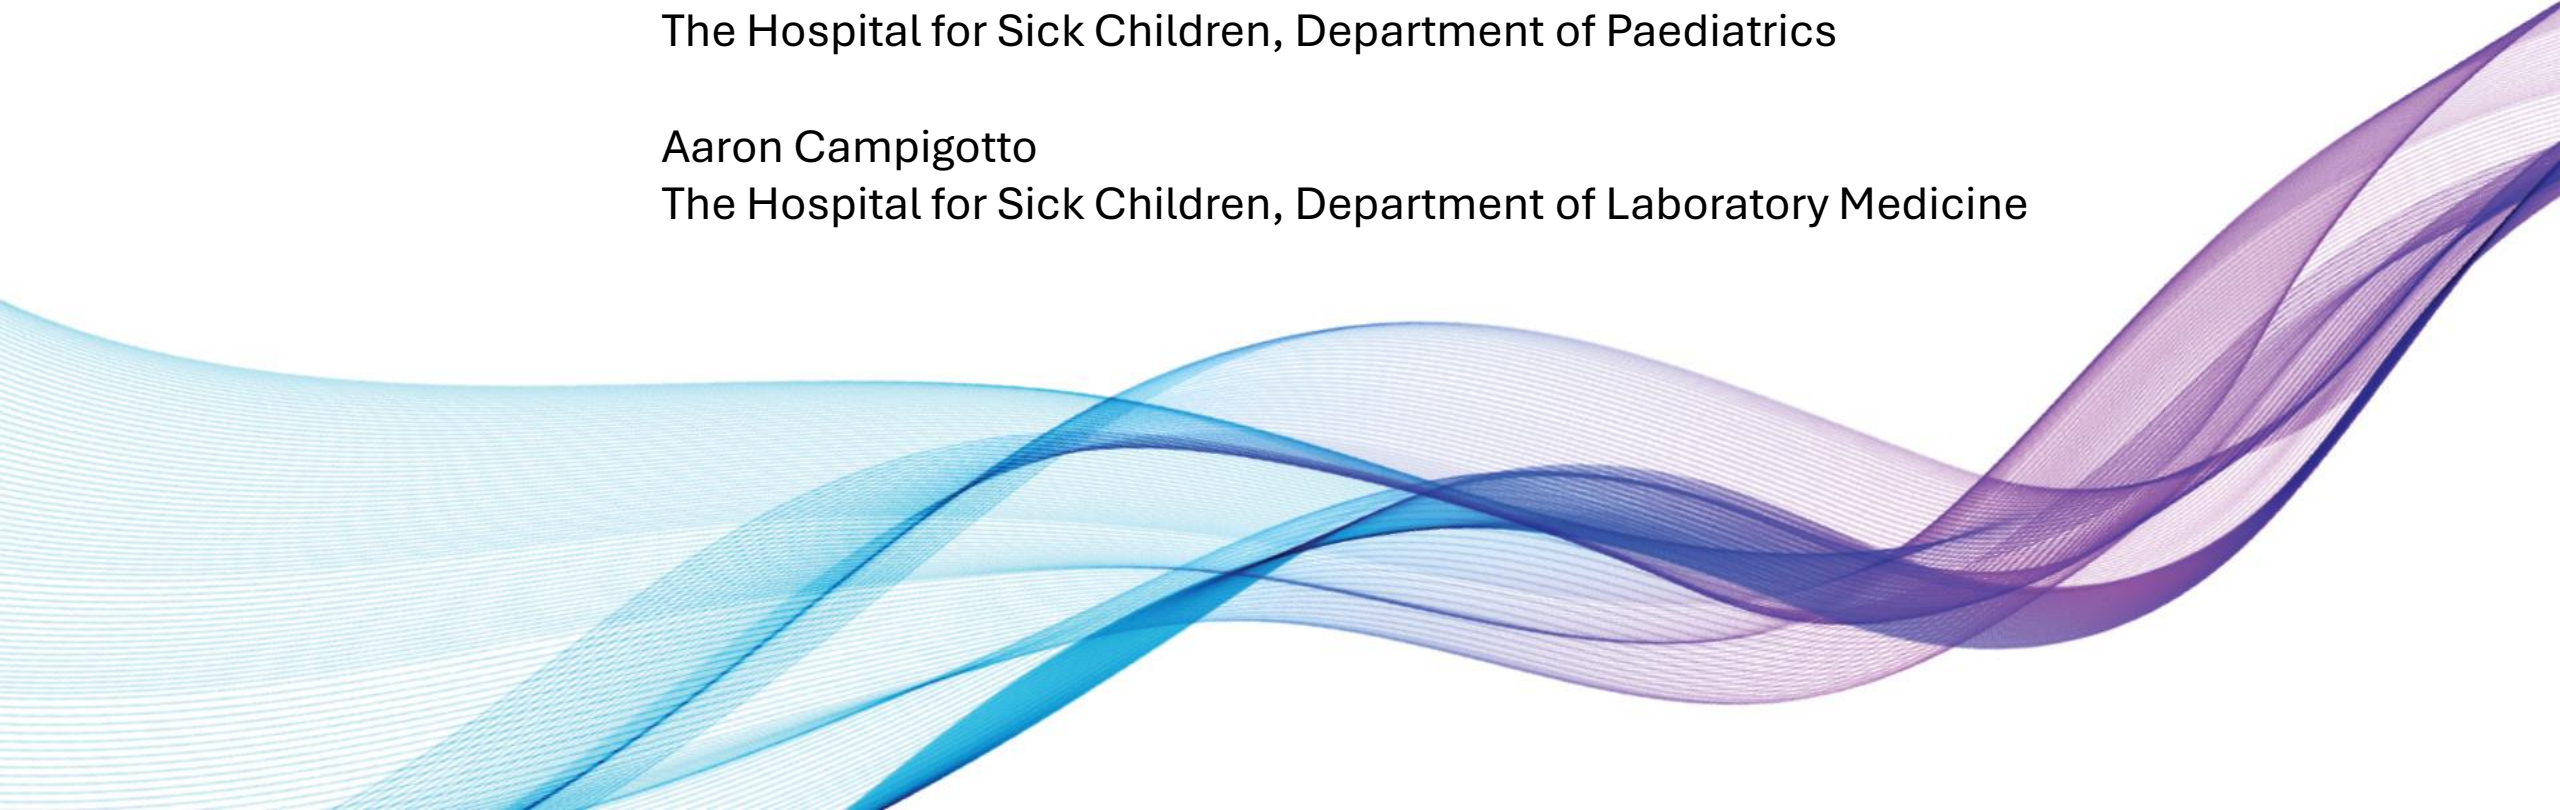 The Hospital for Sick Children, Department of Paediatrics
Aaron Campigotto
The Hospital for Sick Children, Department of Laboratory Medicine